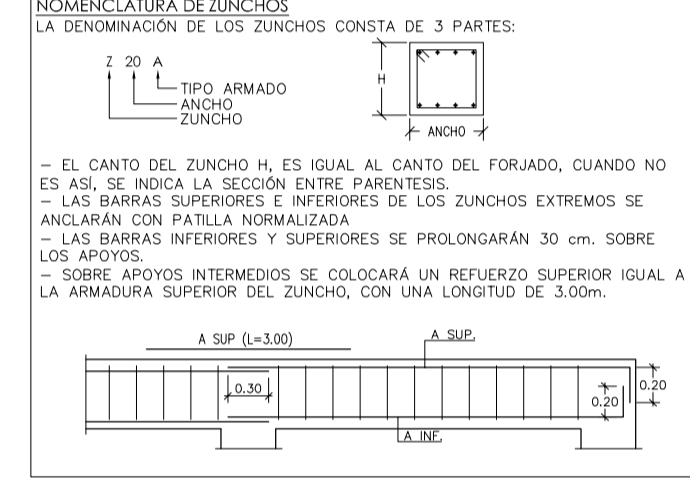 NOMENCLATURA DE ZUNCHOS
LA DENOMINACIÓN DE LOS ZUNCHOS CONSTA DE 3 PARTES:
Z 20 A
TIPO ARMADO
ANCHO
ZUNCHO
H
ANCHO
– EL CANTO DEL ZUNCHO H, ES IGUAL AL CANTO DEL FORJADO, CUANDO NO
ES ASÍ, SE INDICA LA SECCIÓN ENTRE PARENTESIS.
– LAS BARRAS SUPERIORES E INFERIORES DE LOS ZUNCHOS EXTREMOS SE
ANCLARÁN CON PATILLA NORMALIZADA
– LAS BARRAS INFERIORES Y SUPERIORES SE PROLONGARÁN 30 cm. SOBRE
LOS APOYOS.
– SOBRE APOYOS INTERMEDIOS SE COLOCARÁ UN REFUERZO SUPERIOR IGUAL A
LA ARMADURA SUPERIOR DEL ZUNCHO, CON UNA LONGITUD DE 3.00m.
A SUP (L=3.00)
A SUP.
0.30
0.20
0.20
A INF.